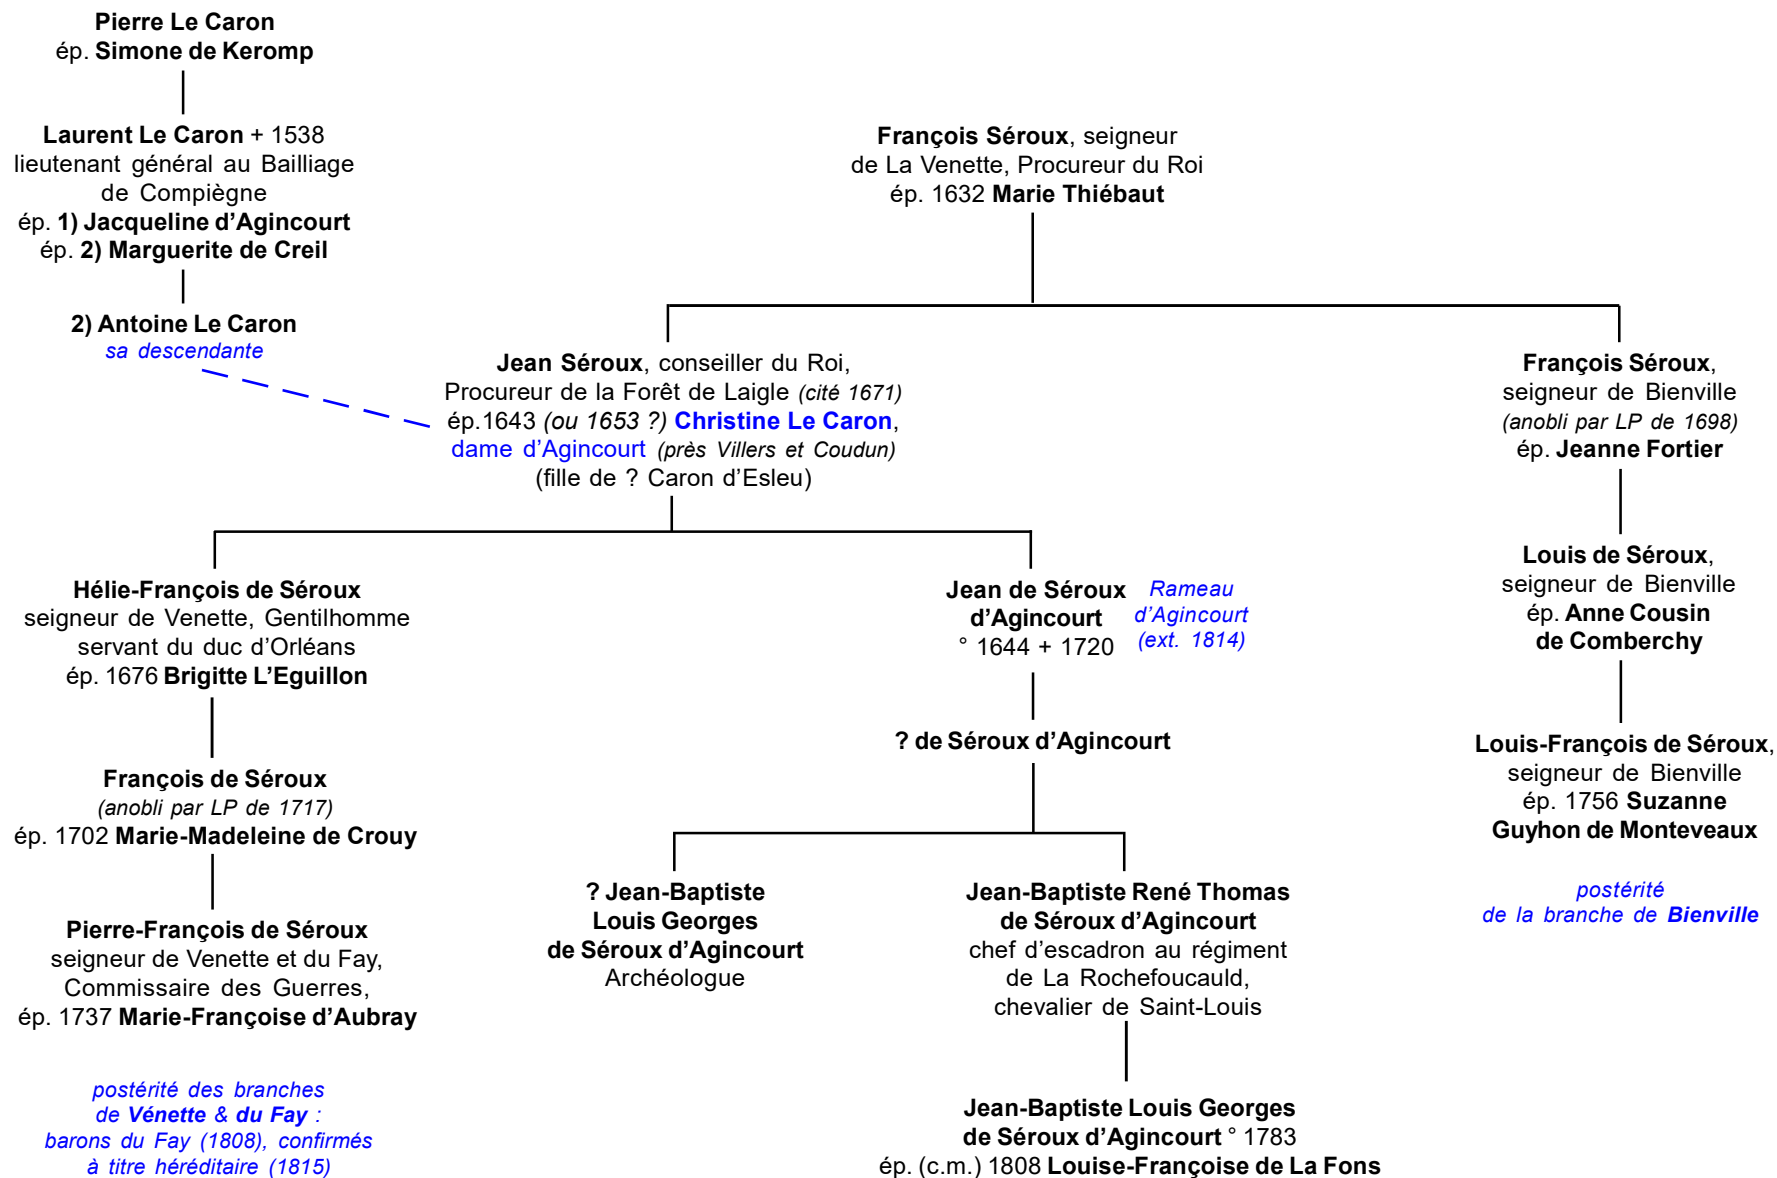 Pierre Le Caron
ép. Simone de Keromp
Laurent Le Caron + 1538
lieutenant général au Bailliage
de Compiègne
ép. 1) Jacqueline d’Agincourt
ép. 2) Marguerite de Creil
2) Antoine Le Caron
sa descendante
François Séroux, seigneur
de La Venette, Procureur du Roi
ép. 1632 Marie Thiébaut
Jean Séroux, conseiller du Roi,
Procureur de la Forêt de Laigle (cité 1671)
ép.1643 (ou 1653 ?) Christine Le Caron,
dame d’Agincourt (près Villers et Coudun)
(fille de ? Caron d’Esleu)
François Séroux,
seigneur de Bienville
(anobli par LP de 1698)
ép. Jeanne Fortier
Hélie-François de Séroux
seigneur de Venette, Gentilhomme
servant du duc d’Orléans
ép. 1676 Brigitte L’Eguillon
Jean de Séroux
d’Agincourt
° 1644 + 1720
Rameau
d’Agincourt
(ext. 1814)
Louis de Séroux,
seigneur de Bienville
ép. Anne Cousin
de Comberchy
? de Séroux d’Agincourt
François de Séroux
(anobli par LP de 1717)
ép. 1702 Marie-Madeleine de Crouy
Louis-François de Séroux,
seigneur de Bienville
ép. 1756 Suzanne
Guyhon de Monteveaux
postérité
de la branche de Bienville
Pierre-François de Séroux
seigneur de Venette et du Fay,
Commissaire des Guerres,
ép. 1737 Marie-Françoise d’Aubray
? Jean-Baptiste
Louis Georges
de Séroux d’Agincourt
Archéologue
Jean-Baptiste René Thomas
de Séroux d’Agincourt
chef d’escadron au régiment
de La Rochefoucauld,
chevalier de Saint-Louis
postérité des branches
de Vénette & du Fay :
barons du Fay (1808), confirmés
à titre héréditaire (1815)
Jean-Baptiste Louis Georges
de Séroux d’Agincourt ° 1783
ép. (c.m.) 1808 Louise-Françoise de La Fons